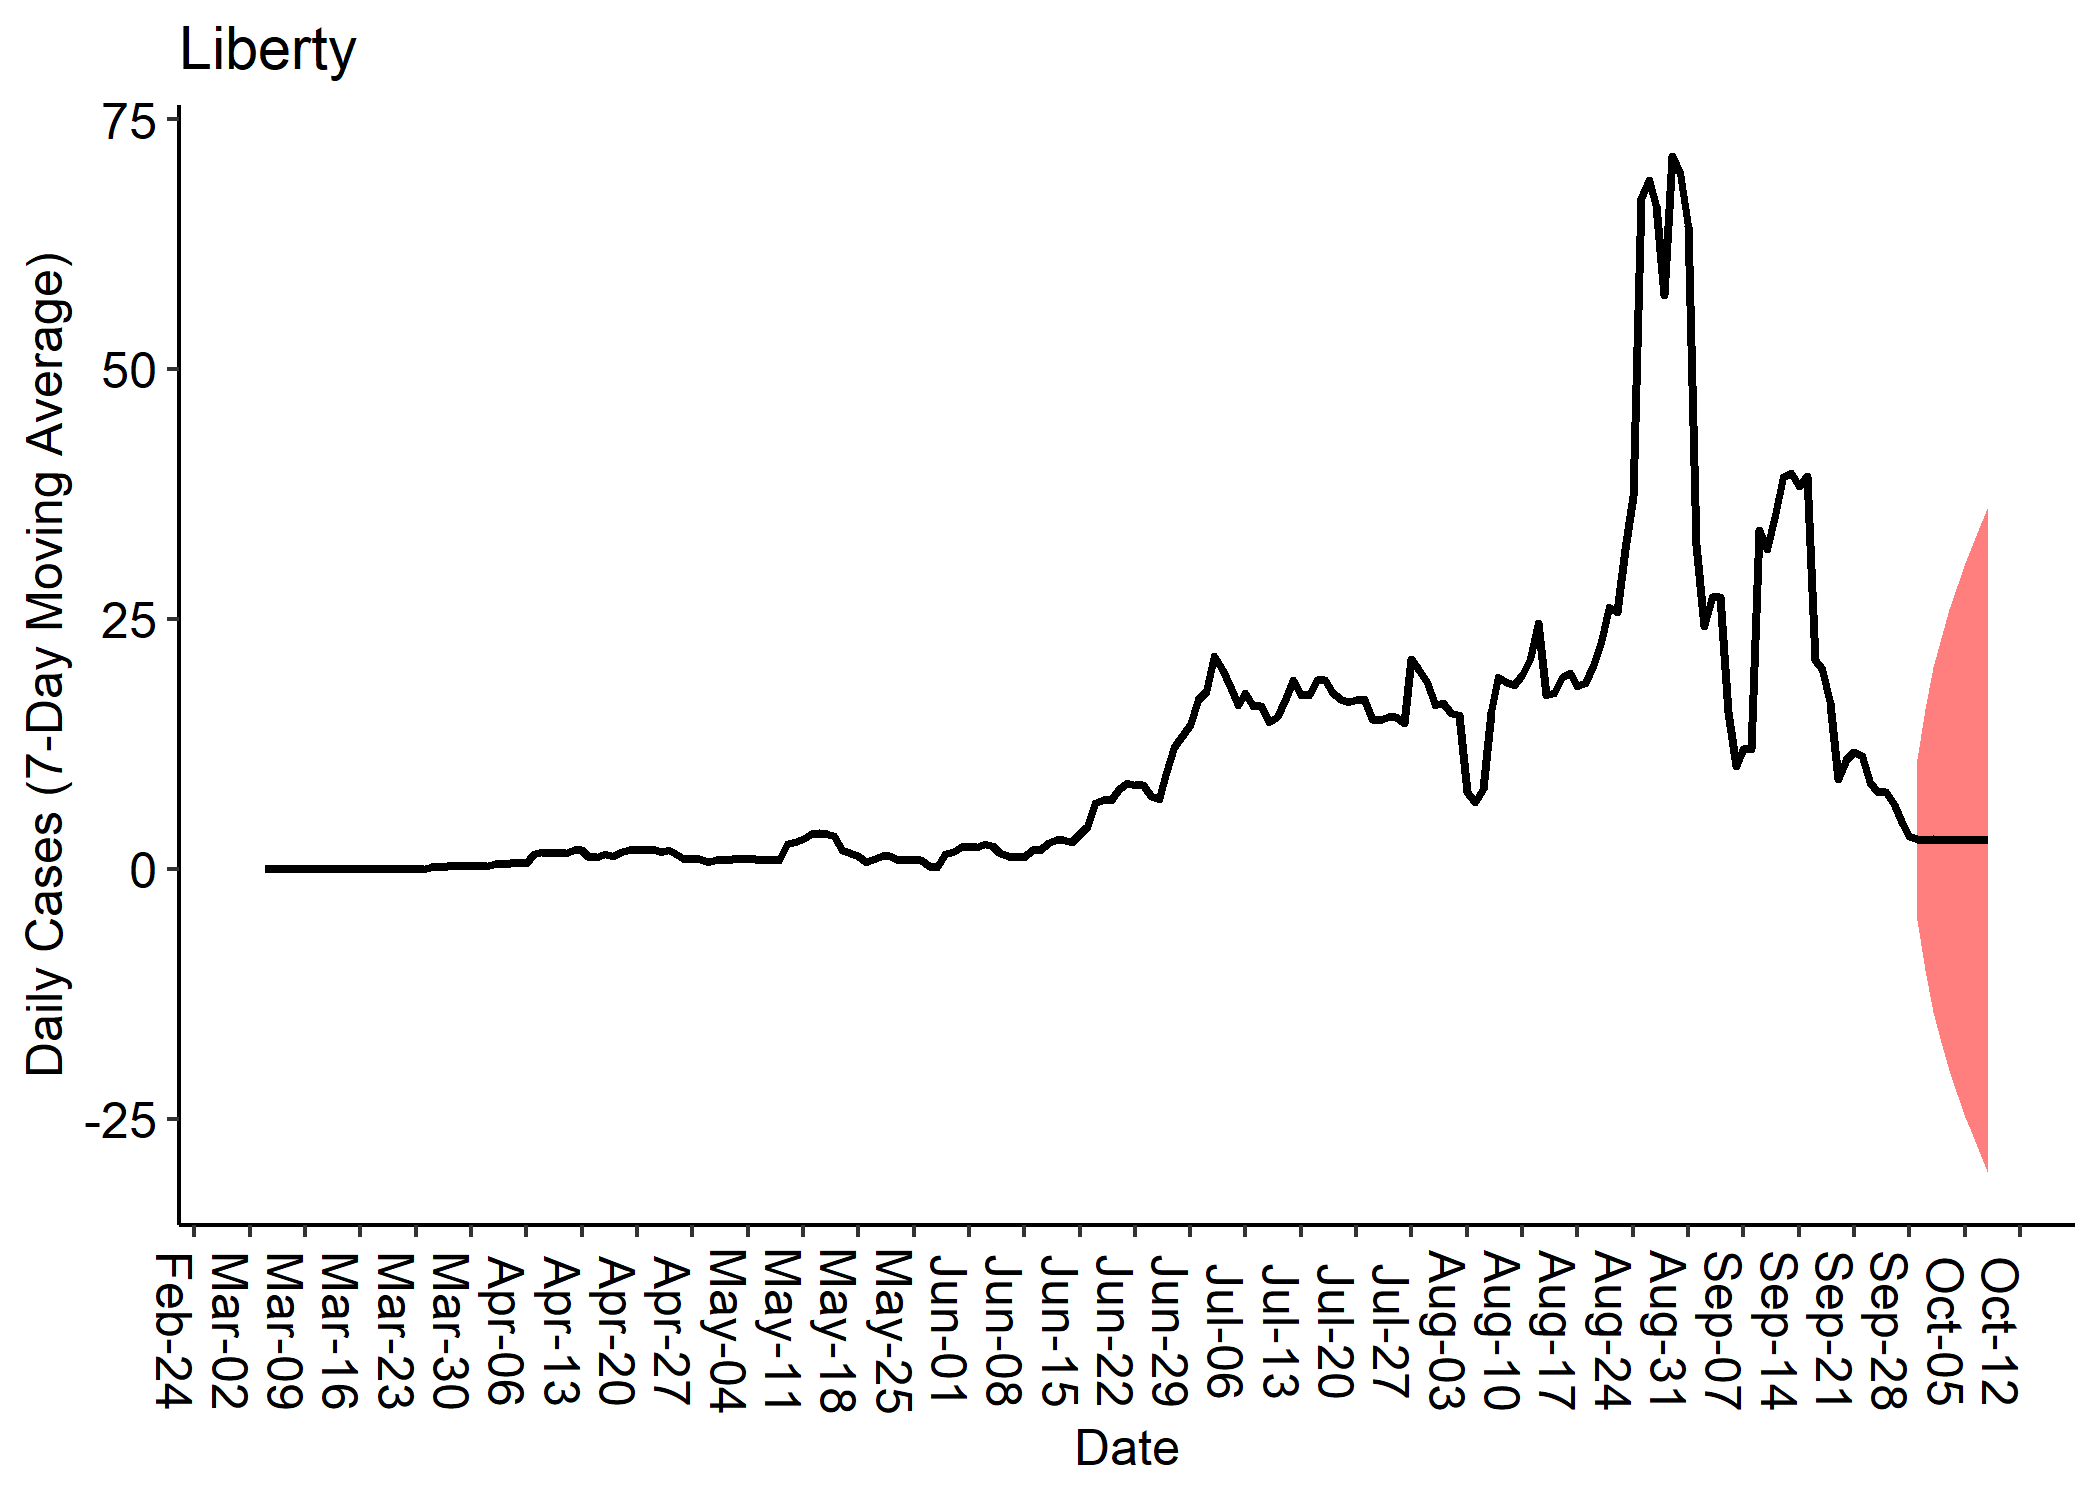 Liberty
Daily Cases (7-Day Moving Average)
75
50
25
0
-25
Feb-24
Mar-02
Mar-09
Mar-16
Mar-23
Mar-30
Apr-06
Apr-13
Apr-20
Apr-27
May-04
May-11
May-18
May-25
Jun-01
Jun-08
Jun-15
Jun-22
Jun-29
Jul-06
Jul-13
Jul-20
Jul-27
Aug-03
Aug-10
Aug-17
Aug-24
Aug-31
Sep-07
Sep-14
Sep-21
Sep-28
Oct-05
Oct-12
Date